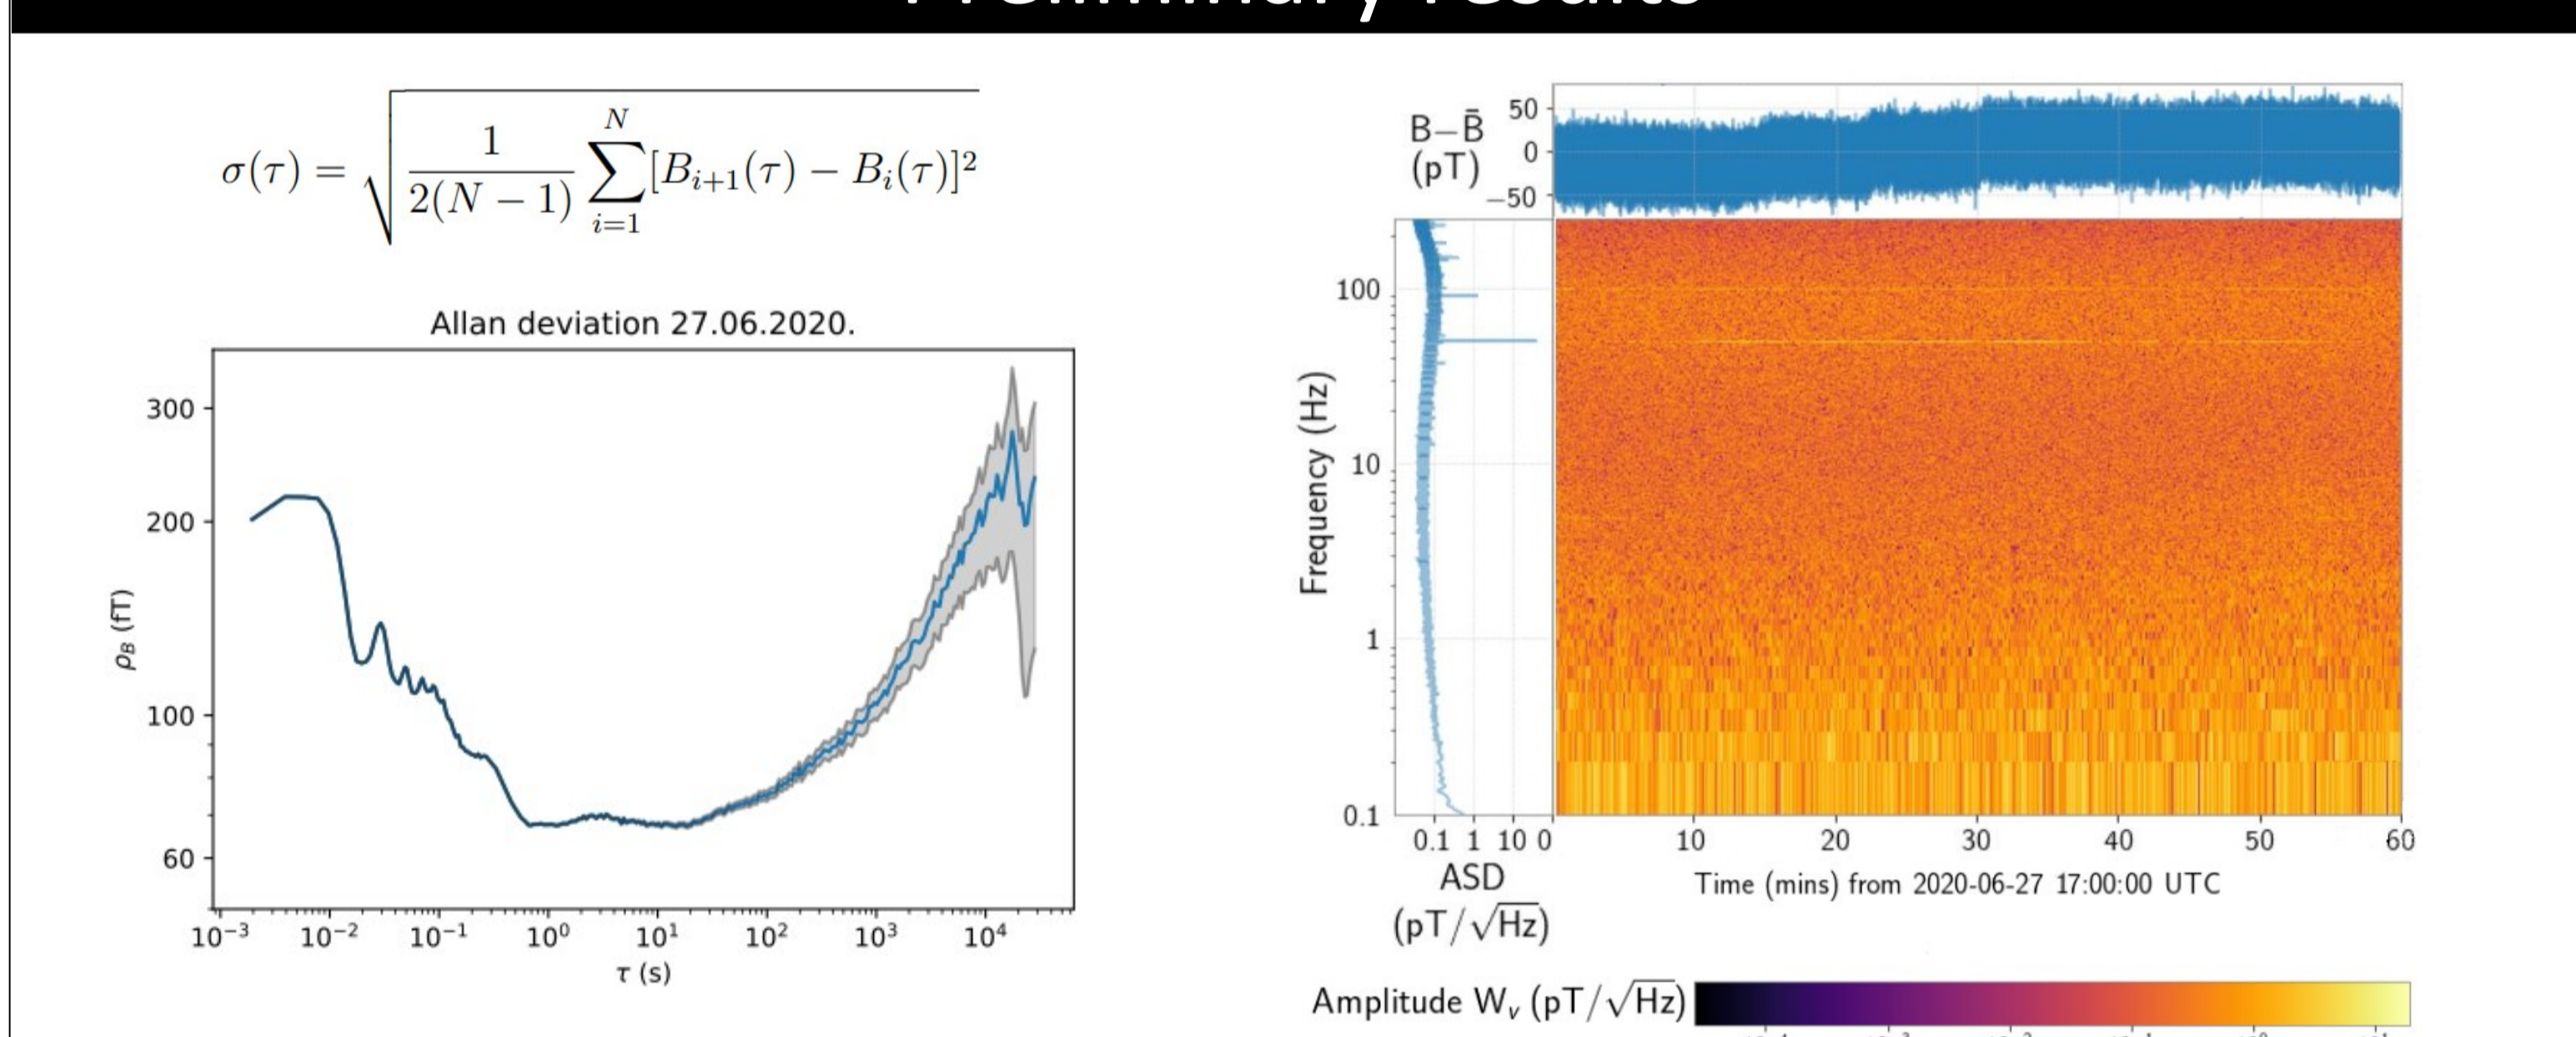 Preliminary results
σ(τ) = √ 1 / 2(N − 1) ∑ N i=1 [B_{i+1}(τ) − B_i(τ)]²
Allan deviation 27.06.2020.
300
200
100
60
ρ_B (fT)
10⁻³ 10⁻² 10⁻¹ 10⁰ 10¹ 10² 10³ 10⁴
τ (s)
B−B̄
(pT)
50
0
−50
100
10
1
0.1
Frequency (Hz)
0.1 1 10 0
ASD
(pT/√Hz)
10 20 30 40 50 60
Time (mins) from 2020-06-27 17:00:00 UTC
Amplitude W_v (pT/√Hz)